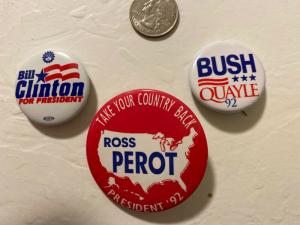 Bill
Clinton
FOR PRESIDENT
BUSH
QUAYLE
92
TAKE YOUR COUNTRY BACK
ROSS
PEROT
PRESIDENT '92